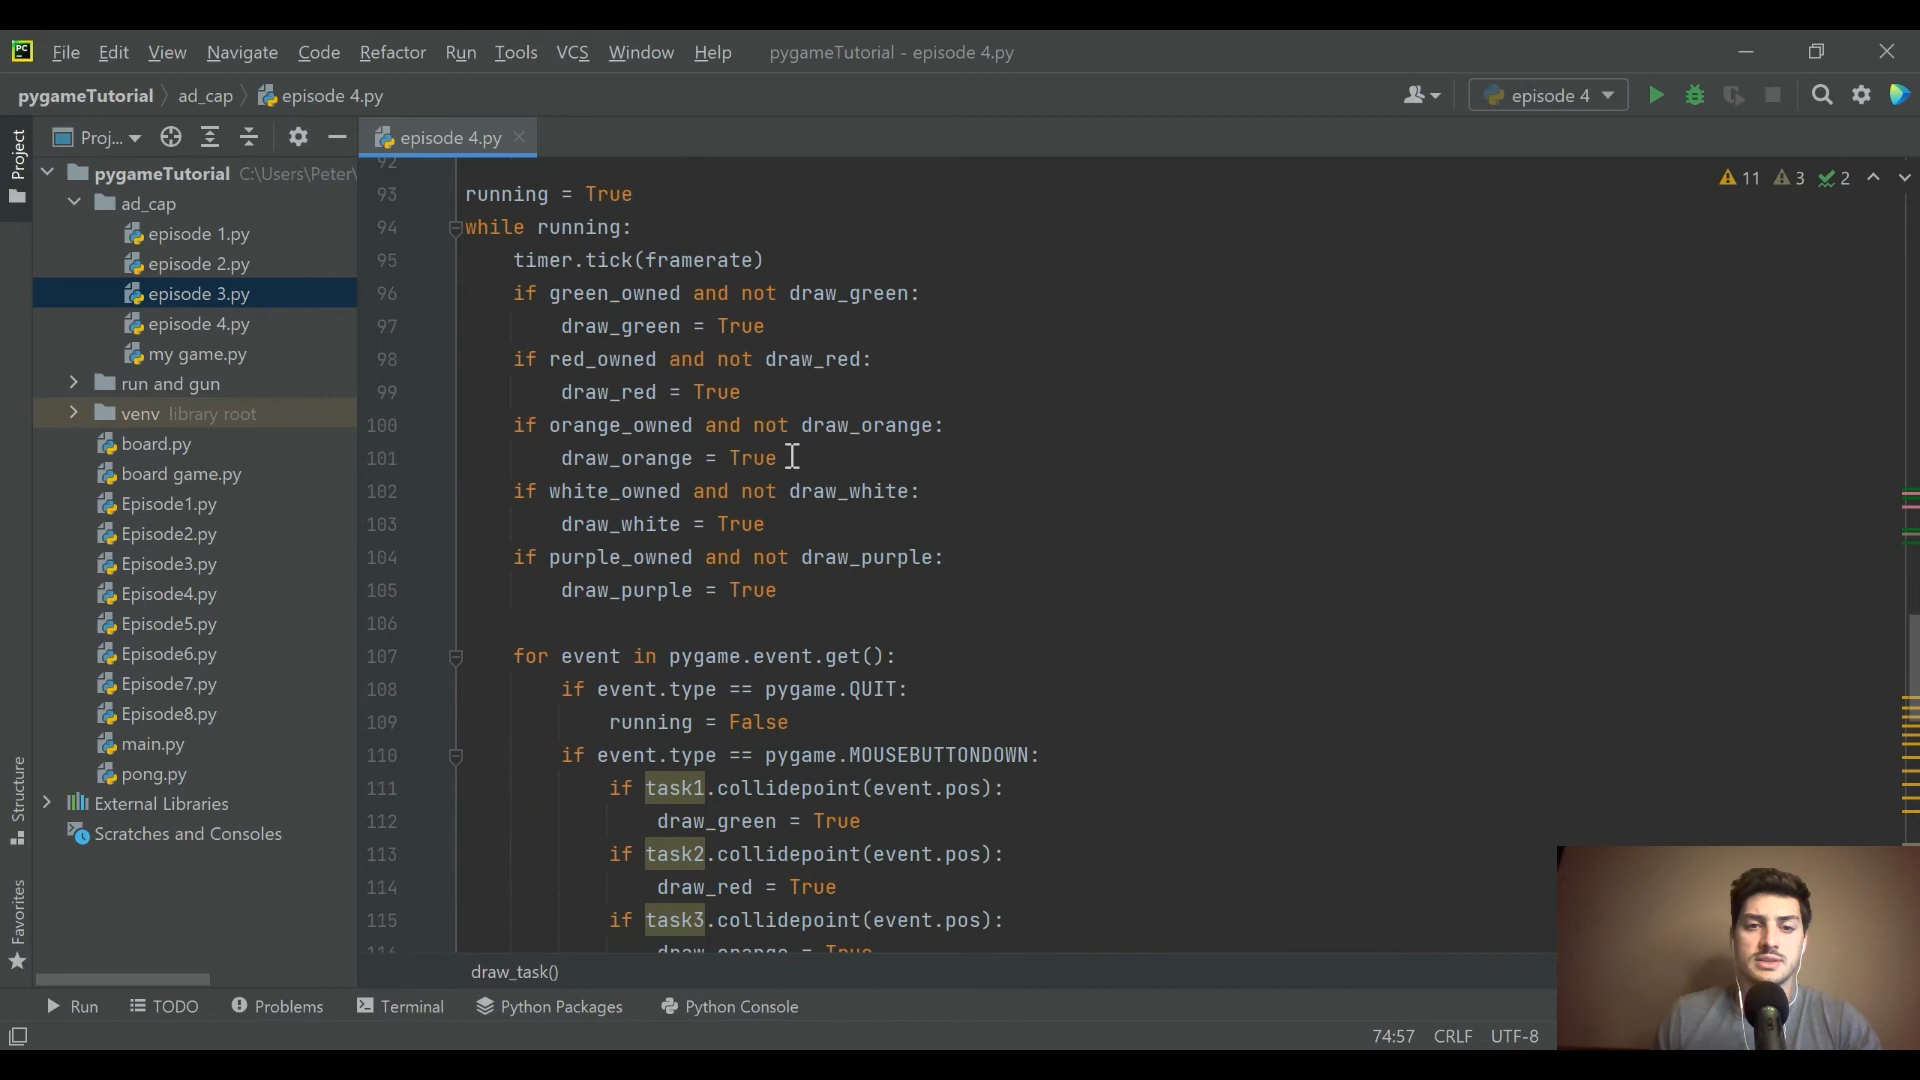 PC File Edit View Navigate Code Refactor Run Tools VCS Window Help pygameTutorial - episode 4.py
pygameTutorial ad_cap episode 4.py episode 4
Proj... episode 4.py
Project
Structure
Favorites
pygameTutorial C:\Users\Peter\
ad_cap
episode 1.py
episode 2.py
episode 3.py
episode 4.py
my game.py
run and gun
venv library root
board.py
board game.py
Episode1.py
Episode2.py
Episode3.py
Episode4.py
Episode5.py
Episode6.py
Episode7.py
Episode8.py
main.py
pong.py
External Libraries
Scratches and Consoles
11 3 2
92
93 running = True
94 while running:
95 timer.tick(framerate)
96 if green_owned and not draw_green:
97 draw_green = True
98 if red_owned and not draw_red:
99 draw_red = True
100 if orange_owned and not draw_orange:
101 draw_orange = True
102 if white_owned and not draw_white:
103 draw_white = True
104 if purple_owned and not draw_purple:
105 draw_purple = True
106
107 for event in pygame.event.get():
108 if event.type == pygame.QUIT:
109 running = False
110 if event.type == pygame.MOUSEBUTTONDOWN:
111 if task1.collidepoint(event.pos):
112 draw_green = True
113 if task2.collidepoint(event.pos):
114 draw_red = True
115 if task3.collidepoint(event.pos):
116 draw_orange = True
draw_task()
Run TODO Problems Terminal Python Packages Python Console
74:57 CRLF UTF-8